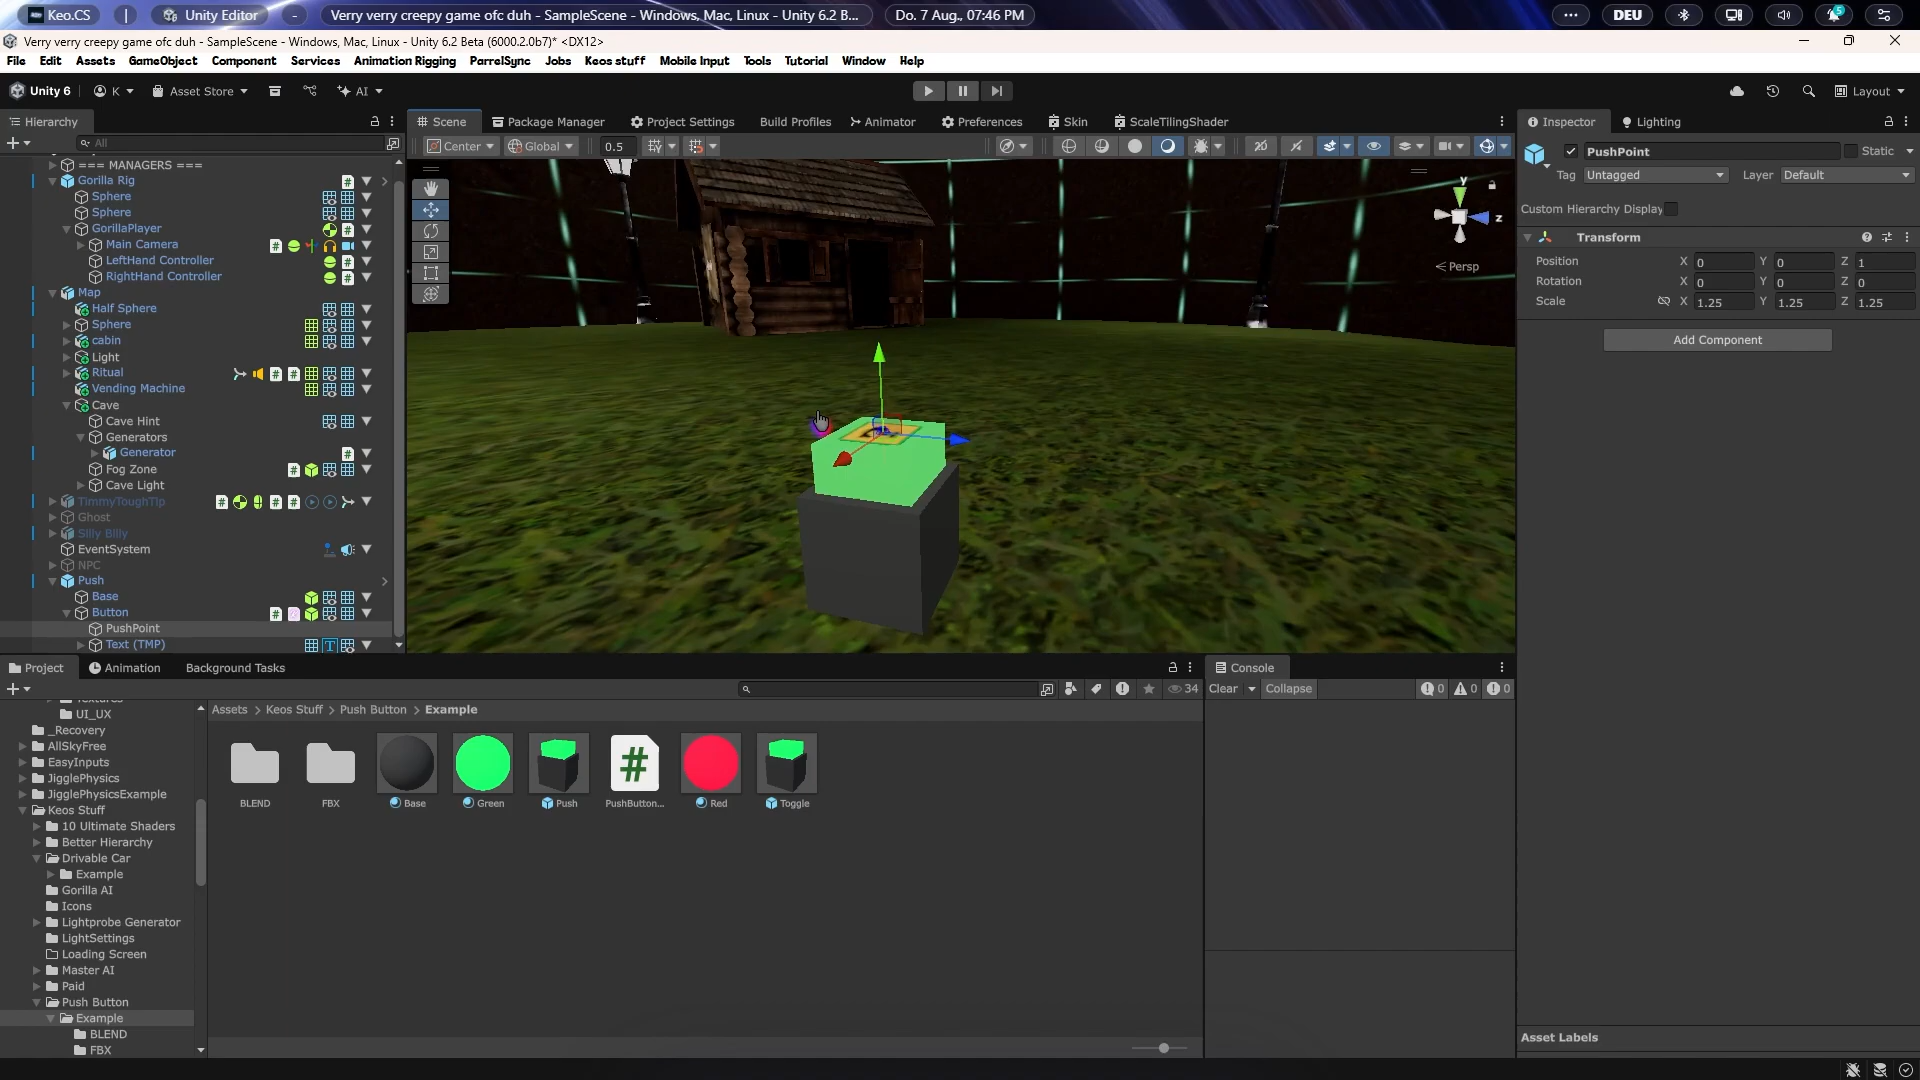 Keo.CS | Unity Editor - Verry verry creepy game ofc duh - SampleScene - Windows, Mac, Linux - Unity 6.2 B... Do. 7 Aug., 07:46 PM ... DEU 5
Verry verry creepy game ofc duh - SampleScene - Windows, Mac, Linux - Unity 6.2 Beta (6000.2.0b7)* <DX12>
File Edit Assets GameObject Component Services Animation Rigging ParrelSync Jobs Keos stuff Mobile Input Tools Tutorial Window Help
Unity 6 K Asset Store AI Layout
Hierarchy
All
=== MANAGERS ===
Gorilla Rig
Sphere
Sphere
GorillaPlayer
Main Camera
LeftHand Controller
RightHand Controller
Map
Half Sphere
Sphere
cabin
Light
Ritual
Vending Machine
Cave
Cave Hint
Generators
Generator
Fog Zone
Cave Light
TimmyToughTlp
Ghost
Silly Billy
EventSystem
NPC
Push
Base
Button
PushPoint
Text (TMP)
Scene Package Manager Project Settings Build Profiles Animator Preferences Skin ScaleTilingShader
Center Global 0.5 2D
y
z
Persp
Inspector Lighting
PushPoint Static
Tag Untagged Layer Default
Custom Hierarchy Display
Transform
Position X 0 Y 0 Z 1
Rotation X 0 Y 0 Z 0
Scale X 1.25 Y 1.25 Z 1.25
Add Component
Asset Labels
Project Animation Background Tasks
34
UI_UX
_Recovery
AllSkyFree
EasyInputs
JigglePhysics
JigglePhysicsExample
Keos Stuff
10 Ultimate Shaders
Better Hierarchy
Drivable Car
Example
Gorilla AI
Icons
Lightprobe Generator
LightSettings
Loading Screen
Master AI
Paid
Push Button
Example
BLEND
FBX
Assets > Keos Stuff > Push Button > Example
BLEND FBX Base Green Push PushButton... Red Toggle
Console
Clear Collapse 0 0 0